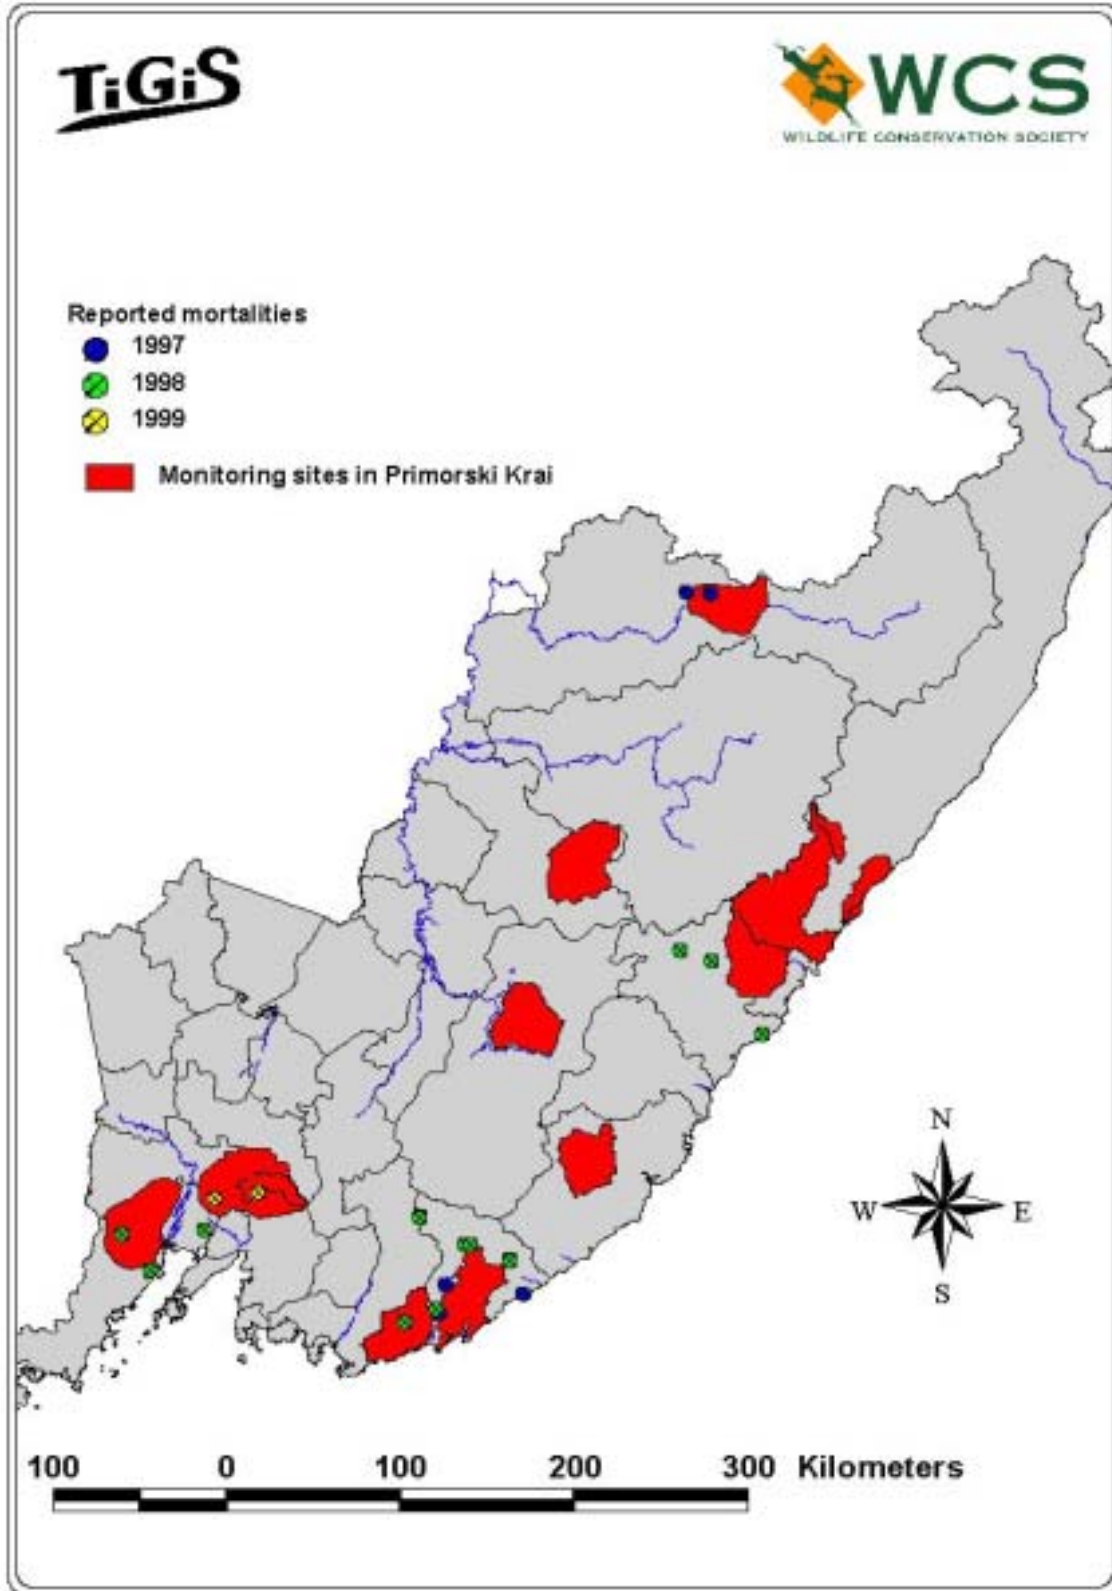 TiGiS
WCS
WILDLIFE CONSERVATION SOCIETY
Reported mortalities
1997
1998
1999
Monitoring sites in Primorski Krai
N
W E
S
100 0 100 200 300 Kilometers